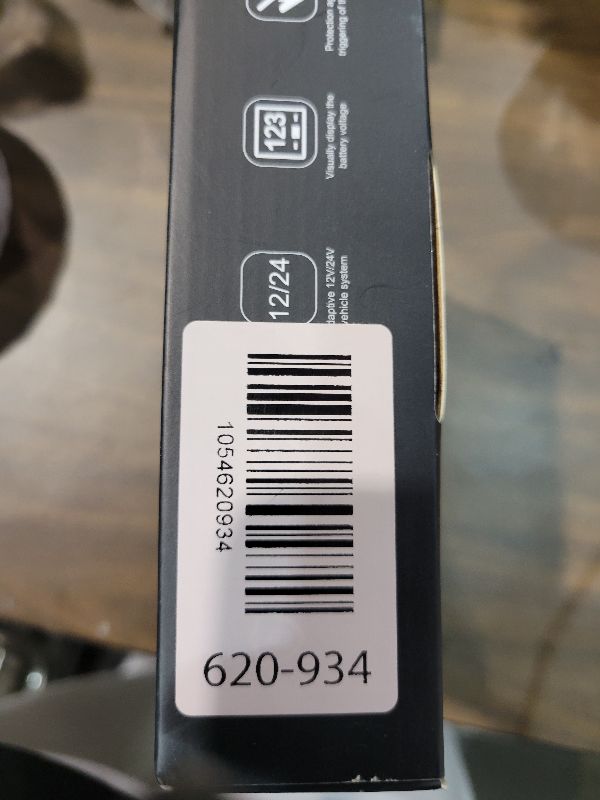 Protection ag
triggering of th
123
Visually display the
battery voltage
12/24
daptive 12V/24V
vehicle system
1054620934
620-934